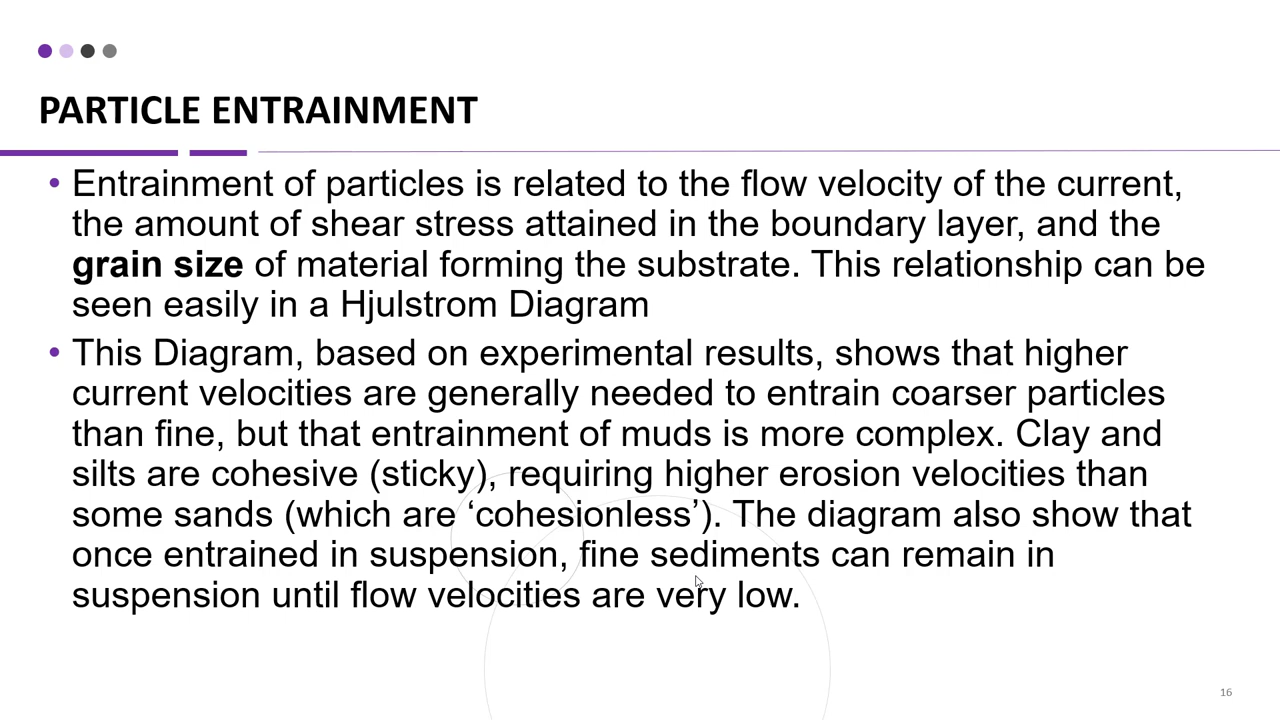 PARTICLE ENTRAINMENT
• Entrainment of particles is related to the flow velocity of the current,
the amount of shear stress attained in the boundary layer, and the
grain size of material forming the substrate. This relationship can be
seen easily in a Hjulstrom Diagram
• This Diagram, based on experimental results, shows that higher
current velocities are generally needed to entrain coarser particles
than fine, but that entrainment of muds is more complex. Clay and
silts are cohesive (sticky), requiring higher erosion velocities than
some sands (which are ‘cohesionless’). The diagram also show that
once entrained in suspension, fine sediments can remain in
suspension until flow velocities are very low.
16